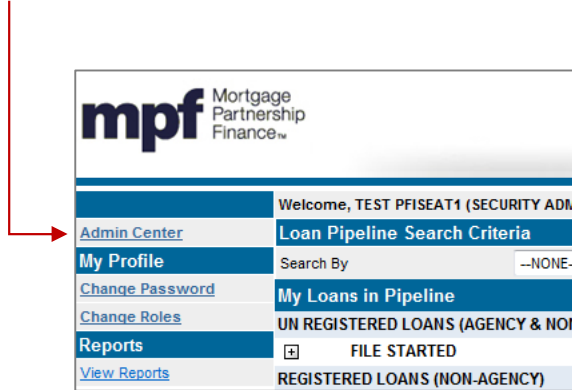 mpf Mortgage
Partnership
Finance™
Welcome, TEST PFISEAT1 (SECURITY ADM
Admin Center
Loan Pipeline Search Criteria
My Profile
Search By --NONE-
Change Password
My Loans in Pipeline
Change Roles
UN REGISTERED LOANS (AGENCY & NON
Reports
+ FILE STARTED
View Reports
REGISTERED LOANS (NON-AGENCY)